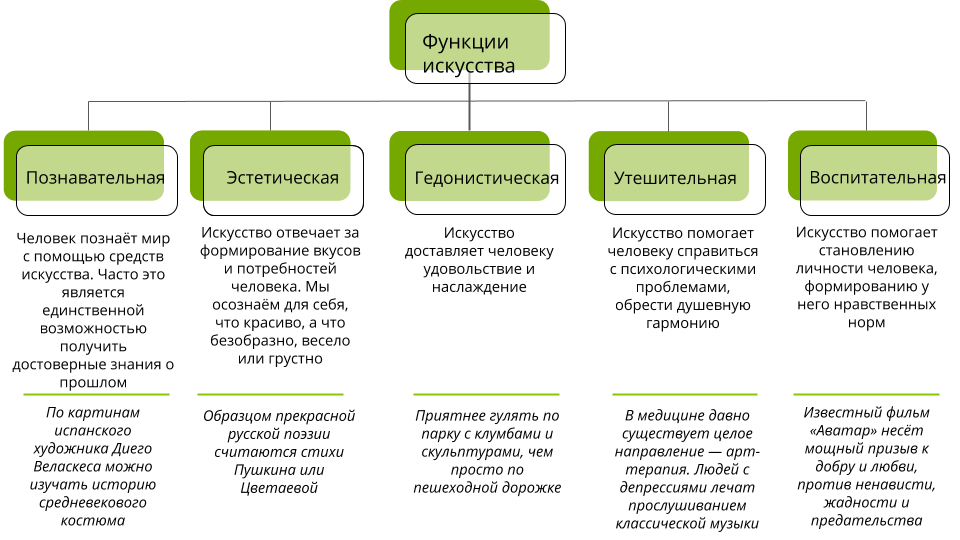 Функции
искусства
Познавательная
Эстетическая
Гедонистическая
Утешительная
Воспитательная
Человек познаёт мир
с помощью средств
искусства. Часто это
является
единственной
возможностью
получить
достоверные знания о
прошлом
Искусство отвечает за
формирование вкусов
и потребностей
человека. Мы
осознаём для себя,
что красиво, а что
безобразно, весело
или грустно
Искусство
доставляет человеку
удовольствие и
наслаждение
Искусство помогает
человеку справиться
с психологическими
проблемами,
обрести душевную
гармонию
Искусство помогает
становлению
личности человека,
формированию у
него нравственных
норм
По картинам
испанского
художника Диего
Веласкеса можно
изучать историю
средневекового
костюма
Образцом прекрасной
русской поэзии
считаются стихи
Пушкина или
Цветаевой
Приятнее гулять по
парку с клумбами и
скульптурами, чем
просто по
пешеходной дорожке
В медицине давно
существует целое
направление — арт-
терапия. Людей с
депрессиями лечат
прослушиванием
классической музыки
Известный фильм
«Аватар» несёт
мощный призыв к
добру и любви,
против ненависти,
жадности и
предательства